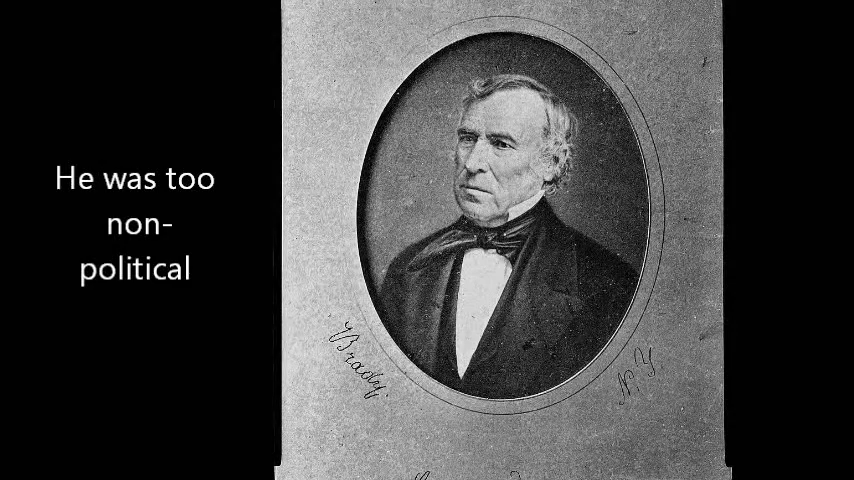 He was too
non-
political
Brady
N.Y.